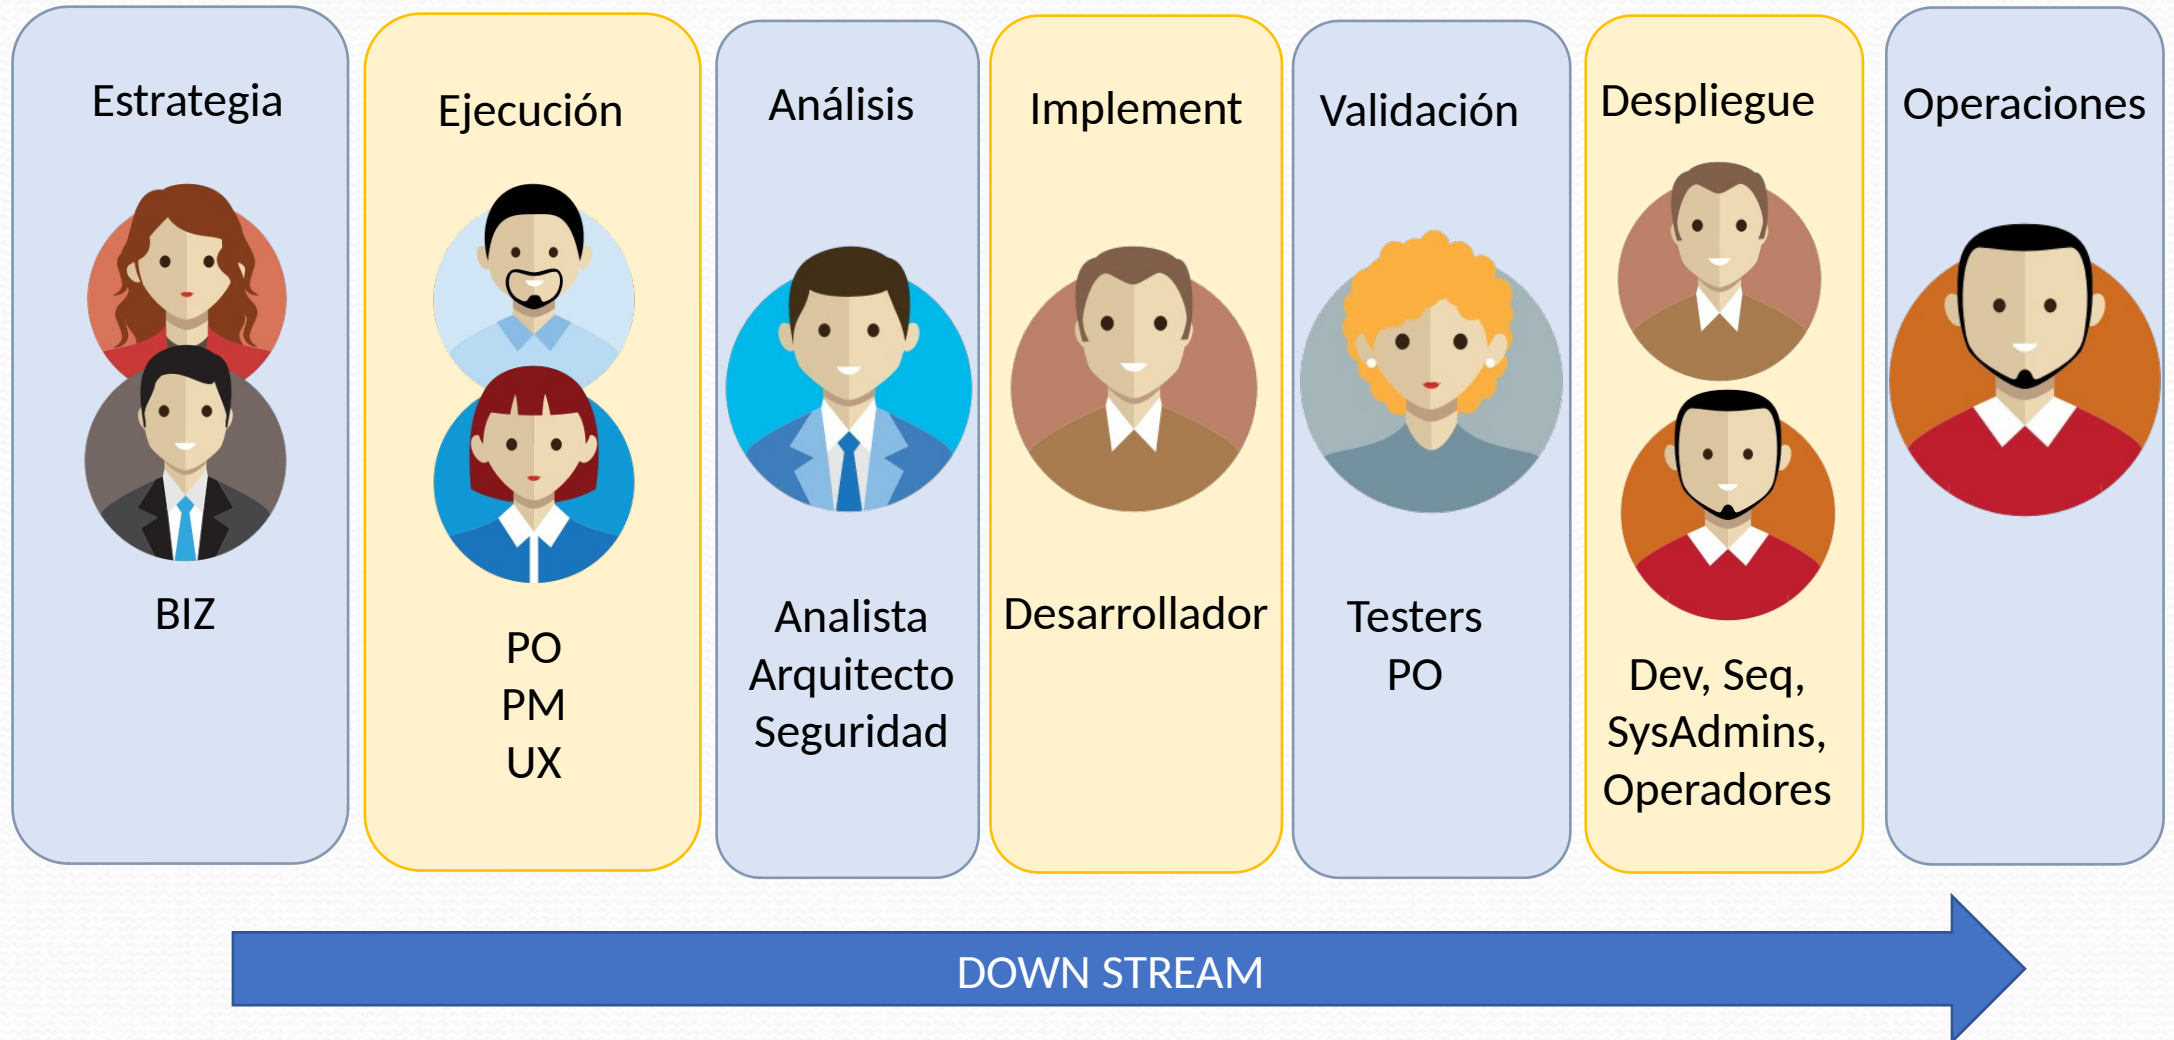 Estrategia
BIZ
Ejecución
PO
PM
UX
Análisis
Analista
Arquitecto
Seguridad
Implement
Desarrollador
Validación
Testers
PO
Despliegue
Dev, Seq,
SysAdmins,
Operadores
Operaciones
DOWN STREAM